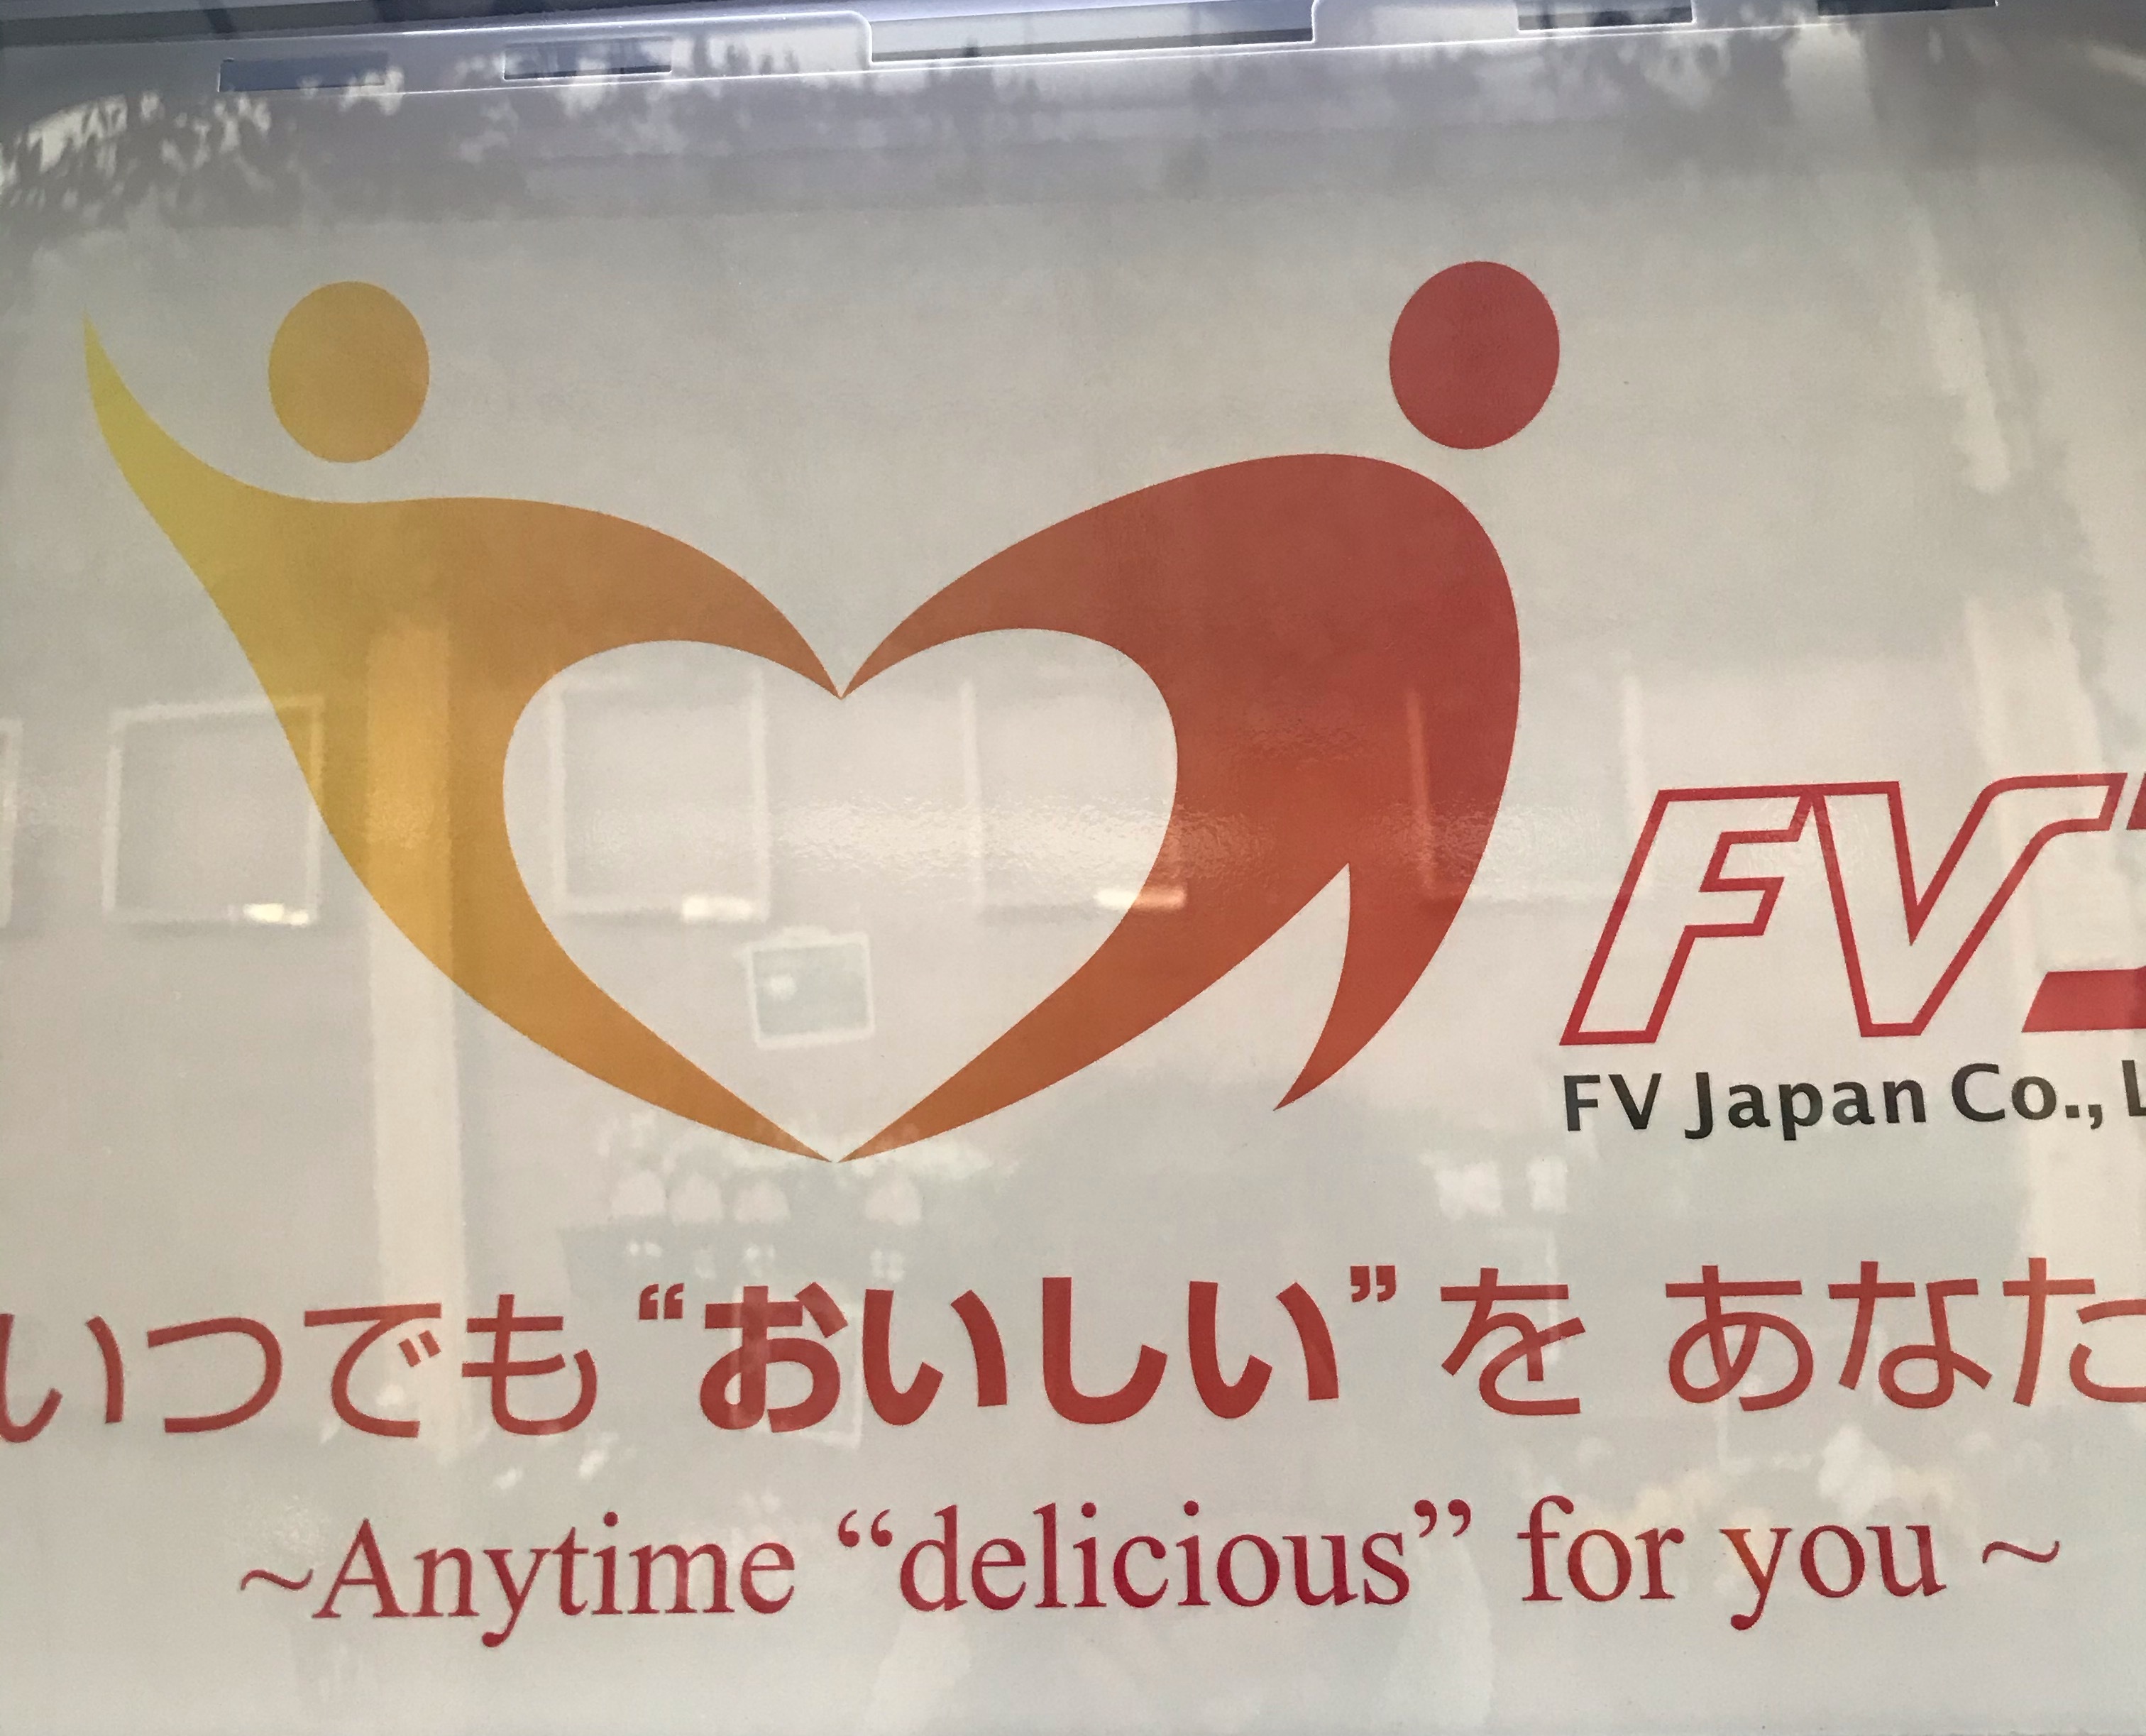 FV
FV Japan Co.,
いつでも “おいしい” を あなた
~Anytime “delicious” for you ~